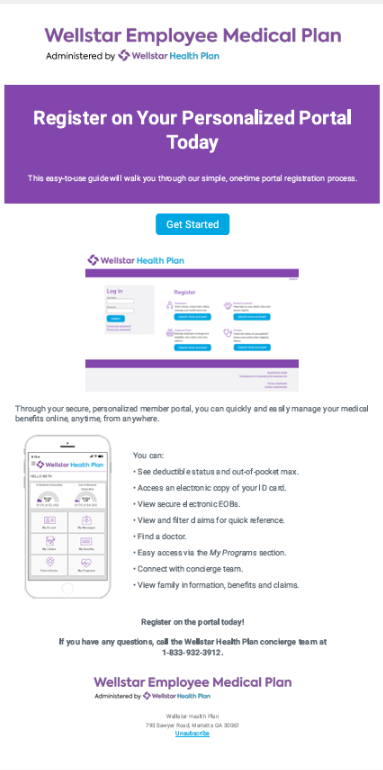 Wellstar Employee Medical Plan
Administered by Wellstar Health Plan
Register on Your Personalized Portal
Today
This easy-to-use guide will walk you through our simple, one-time portal registration process.
Get Started
Wellstar Health Plan
Log in
Register
Through your secure, personalized member portal, you can quickly and easily manage your medical
benefits online, anytime, from anywhere.
Wellstar Health Plan
You can:
• See deductible status and out-of-pocket max.
• Access an electronic copy of your ID card.
• View secure electronic EOBs.
• View and filter claims for quick reference.
• Find a doctor.
• Easy access via the My Programs section.
• Connect with concierge team.
• View family information, benefits and claims.
Register on the portal today!
If you have any questions, call the Wellstar Health Plan concierge team at
1-833-932-3912.
Wellstar Employee Medical Plan
Administered by Wellstar Health Plan
Wellstar Health Plan
793 Sawyer Road, Marietta GA 30062
Unsubscribe